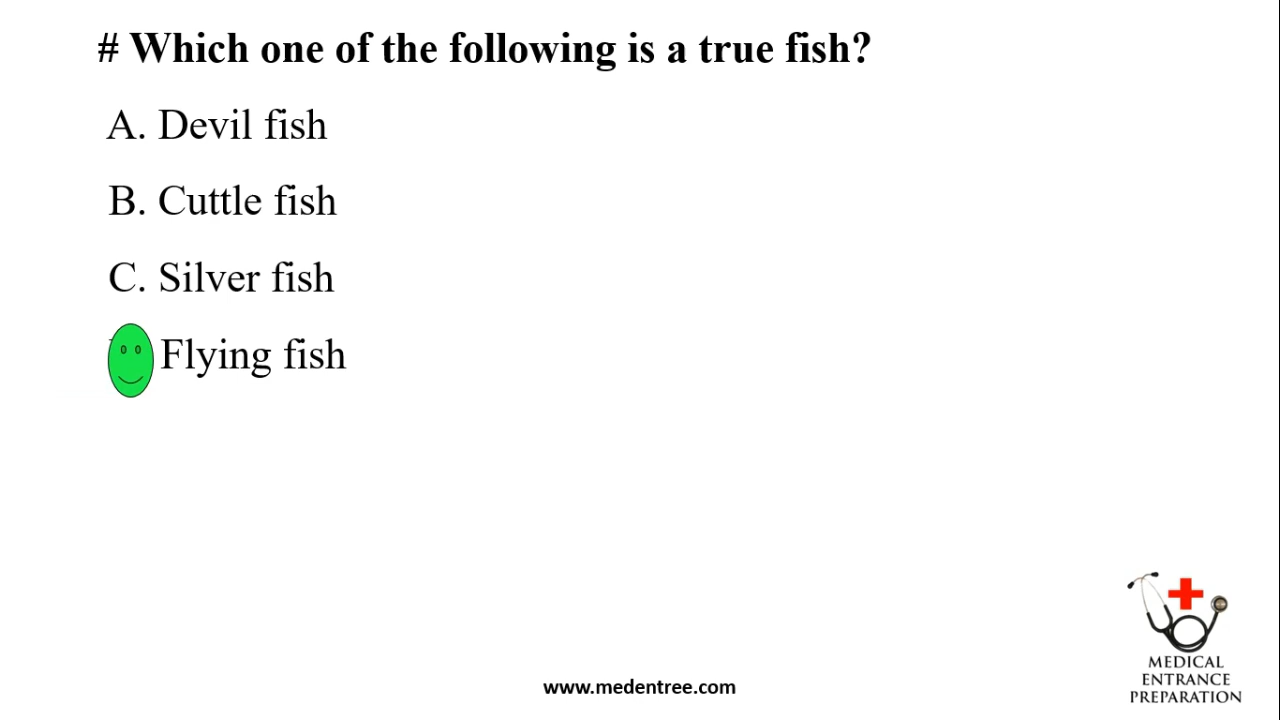 # Which one of the following is a true fish?
A. Devil fish
B. Cuttle fish
C. Silver fish
Flying fish
MEDICAL
ENTRANCE
PREPARATION
www.medentree.com